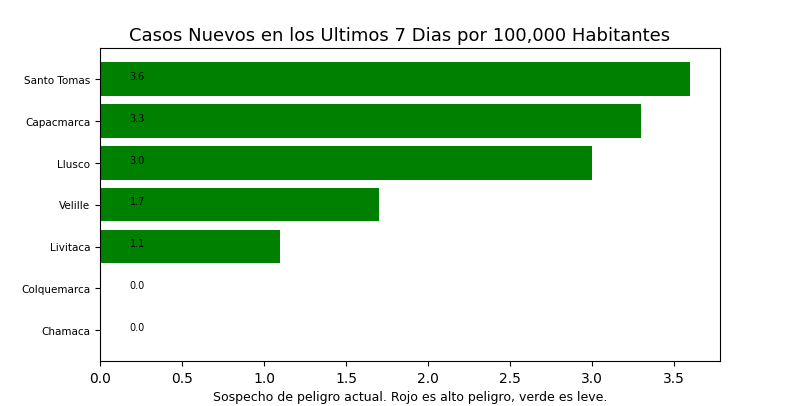 Casos Nuevos en los Ultimos 7 Dias por 100,000 Habitantes
Santo Tomas 3.6
Capacmarca 3.3
Llusco 3.0
Velille 1.7
Livitaca 1.1
Colquemarca 0.0
Chamaca 0.0
0.0 0.5 1.0 1.5 2.0 2.5 3.0 3.5
Sospecho de peligro actual. Rojo es alto peligro, verde es leve.